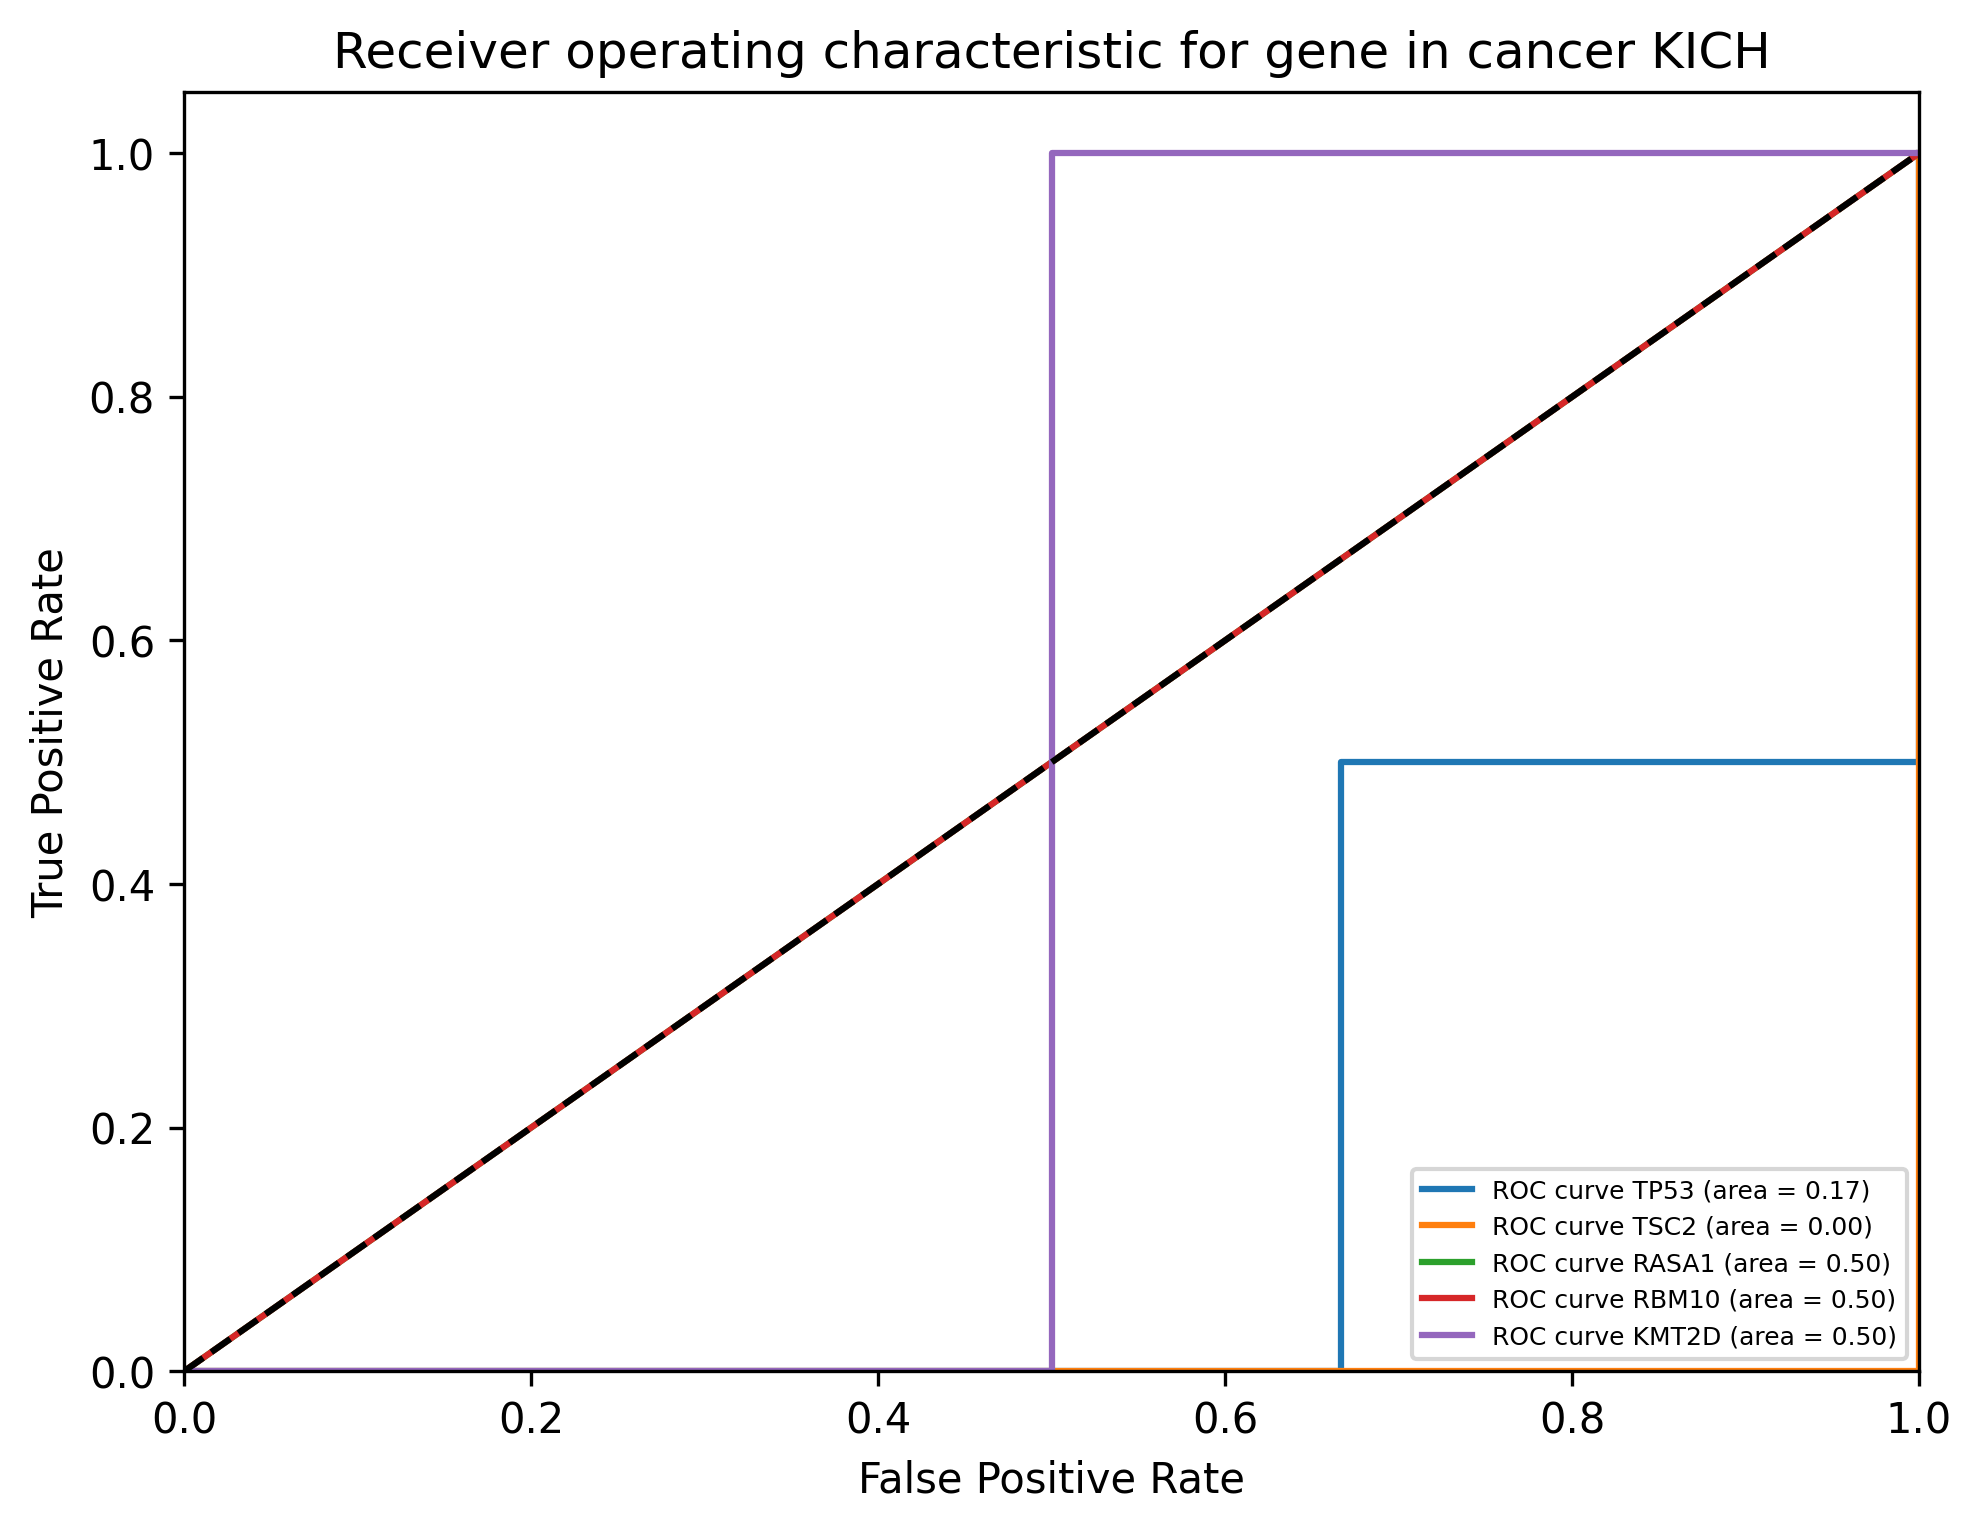 Receiver operating characteristic for gene in cancer KICH
1.0
0.8
0.6
0.4
0.2
0.0
True Positive Rate
ROC curve TP53 (area = 0.17)
ROC curve TSC2 (area = 0.00)
ROC curve RASA1 (area = 0.50)
ROC curve RBM10 (area = 0.50)
ROC curve KMT2D (area = 0.50)
0.0 0.2 0.4 0.6 0.8 1.0
False Positive Rate